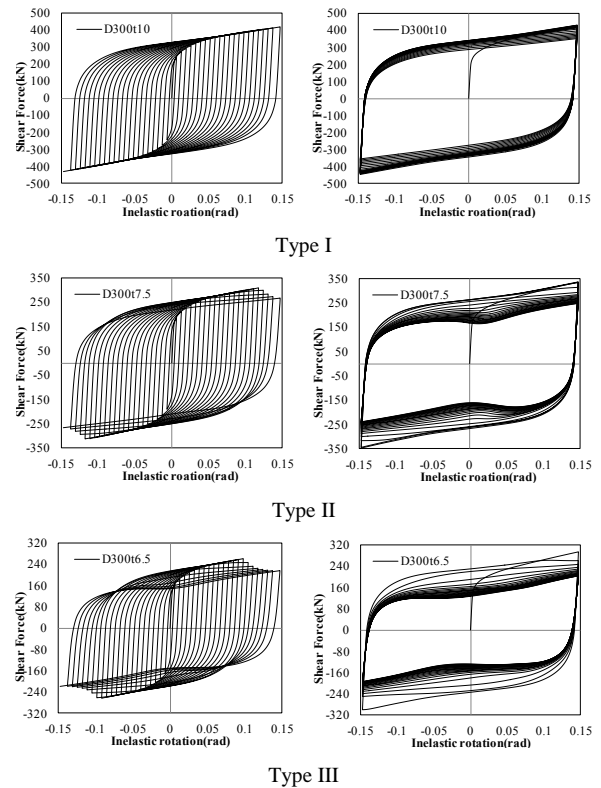 500
400
300
200
100
0
-100
-200
-300
-400
-500
Shear Force(kN)
D300t10
-0.15 -0.1 -0.05 0 0.05 0.1 0.15
Inelastic roation(rad)
500
400
300
200
100
0
-100
-200
-300
-400
-500
Shear Force(kN)
D300t10
-0.15 -0.1 -0.05 0 0.05 0.1 0.15
Inelastic roation(rad)
Type I
350
250
150
50
-50
-150
-250
-350
Shear Force(kN)
D300t7.5
-0.15 -0.1 -0.05 0 0.05 0.1 0.15
Inelastic roation(rad)
350
250
150
50
-50
-150
-250
-350
Shear Force(kN)
D300t7.5
-0.15 -0.1 -0.05 0 0.05 0.1 0.15
Inelastic roation(rad)
Type II
320
240
160
80
0
-80
-160
-240
-320
Shear Force(kN)
D300t6.5
-0.15 -0.1 -0.05 0 0.05 0.1 0.15
Inelastic rotation(rad)
320
240
160
80
0
-80
-160
-240
-320
Shear Force(kN)
D300t6.5
-0.15 -0.1 -0.05 0 0.05 0.1 0.15
Inelastic rotation(rad)
Type III